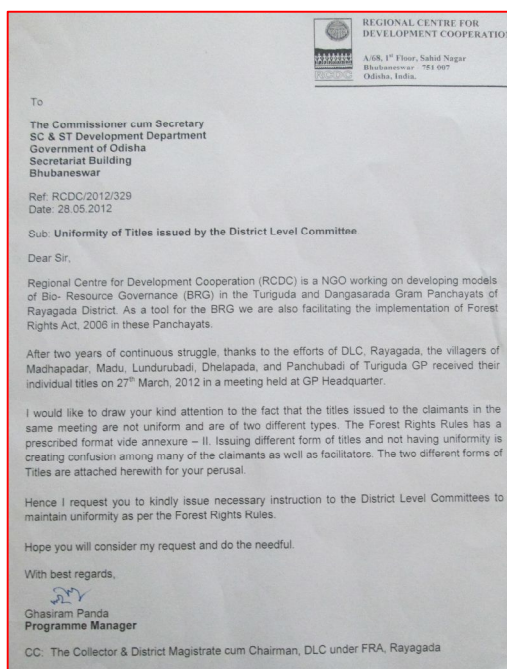 REGIONAL CENTRE FOR
DEVELOPMENT COOPERATION
A/68, 1st Floor, Sahid Nagar
Bhubaneswar - 751 007
Odisha, India.
RCDC
To
The Commissioner cum Secretary
SC & ST Development Department
Government of Odisha
Secretariat Building
Bhubaneswar
Ref: RCDC/2012/329
Date: 28.05.2012
Sub: Uniformity of Titles issued by the District Level Committee
Dear Sir,
Regional Centre for Development Cooperation (RCDC) is a NGO working on developing models
of Bio- Resource Governance (BRG) in the Turiguda and Dangasarada Gram Panchayats of
Rayagada District. As a tool for the BRG we are also facilitating the implementation of Forest
Rights Act, 2006 in these Panchayats.
After two years of continuous struggle, thanks to the efforts of DLC, Rayagada, the villagers of
Madhapadar, Madu, Lundurubadi, Dhelapada, and Panchubadi of Turiguda GP received their
individual titles on 27th March, 2012 in a meeting held at GP Headquarter.
I would like to draw your kind attention to the fact that the titles issued to the claimants in the
same meeting are not uniform and are of two different types. The Forest Rights Rules has a
prescribed format vide annexure – II. Issuing different form of titles and not having uniformity is
creating confusion among many of the claimants as well as facilitators. The two different forms of
Titles are attached herewith for your perusal.
Hence I request you to kindly issue necessary instruction to the District Level Committees to
maintain uniformity as per the Forest Rights Rules.
Hope you will consider my request and do the needful.
With best regards,
Ghasiram Panda
Programme Manager
CC: The Collector & District Magistrate cum Chairman, DLC under FRA, Rayagada